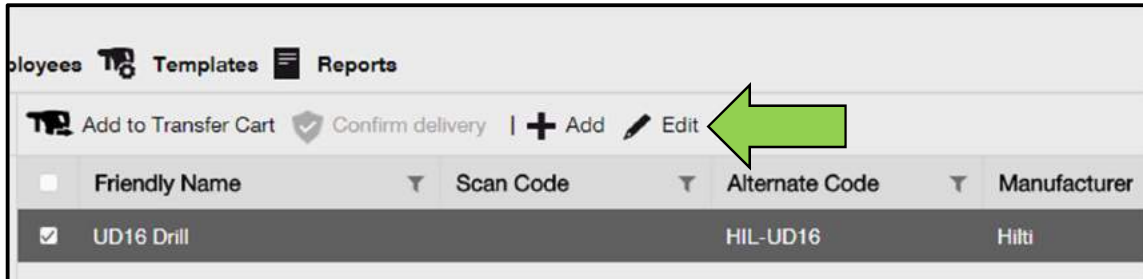 ployees Templates Reports
Add to Transfer Cart Confirm delivery | + Add Edit
Friendly Name Scan Code Alternate Code Manufacturer
UD16 Drill HIL-UD16 Hilti